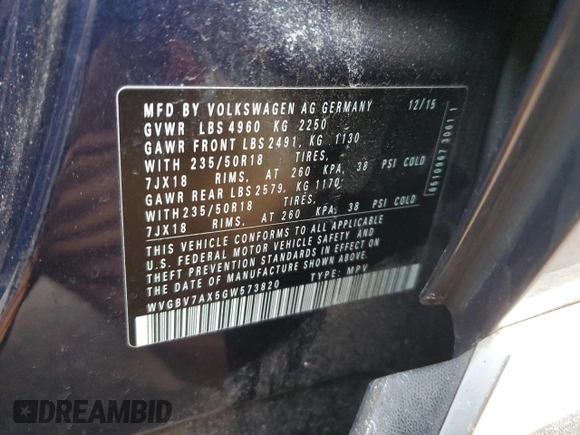 MFD BY VOLKSWAGEN AG GERMANY 12/15
GVWR LBS 4960 KG 2250
GAWR FRONT LBS 2491, KG 1130
WITH 235/50R18 TIRES,
7JX18 RIMS, AT 260 KPA, 38 PSI COLD
GAWR REAR LBS 2579, KG 1170
WITH 235/50R18 TIRES,
7JX18 RIMS, AT 260 KPA, 38 PSI COLD
THIS VEHICLE CONFORMS TO ALL APPLICABLE
U.S. FEDERAL MOTOR VEHICLE SAFETY AND
THEFT PREVENTION STANDARDS IN EFFECT ON
THE DATE OF MANUFACTURE SHOWN ABOVE.
WVGBV7AX5GW573820 TYPE: MPV
DREAMBID